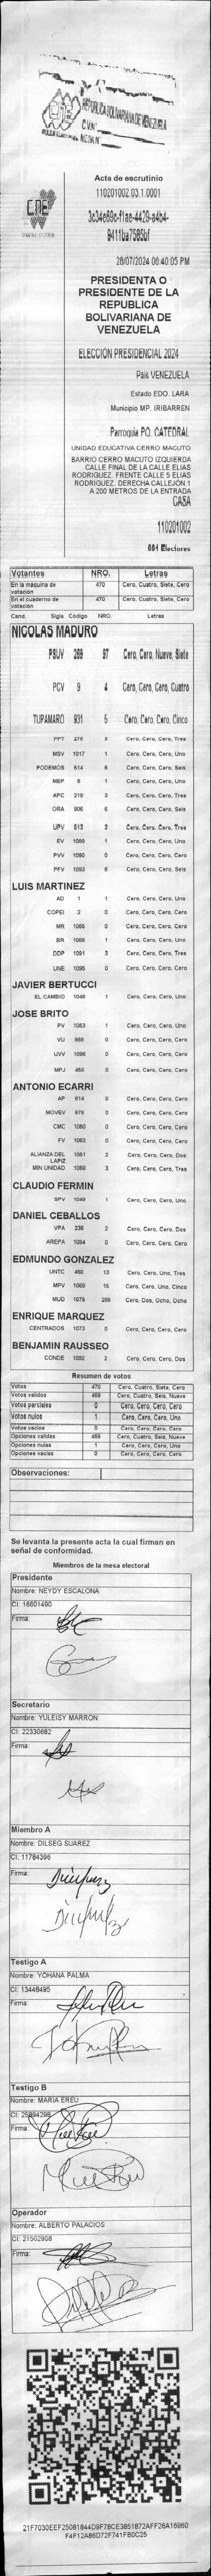 REPUBLICA BOLIVARIANA DE VENEZUELA
CNE
Acta de escrutinio
110201002.03.1.0001
28/07/2024 06:40:05 PM
PRESIDENTA O
PRESIDENTE DE LA
REPUBLICA
BOLIVARIANA DE
VENEZUELA
ELECCIÓN PRESIDENCIAL 2024
País VENEZUELA
Estado EDO. LARA
Municipio MP. IRIBARREN
Parroquia PQ. CATEDRAL
UNIDAD EDUCATIVA CERRO MACUTO
BARRIO CERRO MACUTO IZQUIERDA
CALLE FINAL DE LA CALLE ELIAS
RODRIGUEZ. FRENTE CALLE S ELIAS
RODRIGUEZ. DERECHA CALLEJÓN 1
A 200 METROS DE LA ENTRADA
CASA
110201002
Electores
Votantes NRO. Letras
En la máquina de votación 470 Cero, Cuatro, Siete, Cero
En el cuaderno de votación 470 Cero, Cuatro, Siete, Cero
Cand. Sigla Código NRO. Letras
NICOLAS MADURO
PSUV 289 97 Cero, Cero, Nueve, Siete
PCV 9 4 Cero, Cero, Cero, Cuatro
TUPAMARO 931 5 Cero, Cero, Cero, Cinco
PPT 3 Cero, Cero, Cero, Tres
MSV 1017 1 Cero, Cero, Cero, Uno
PODEMOS 514 6 Cero, Cero, Cero, Seis
MEP 6 1 Cero, Cero, Cero, Uno
APC 219 3 Cero, Cero, Cero, Tres
ORA 906 6 Cero, Cero, Cero, Seis
UPV 513 3 Cero, Cero, Cero, Tres
EV 1089 1 Cero, Cero, Cero, Uno
PVV 1090 0 Cero, Cero, Cero, Cero
PFV 1093 6 Cero, Cero, Cero, Seis
LUIS MARTINEZ
AD 1 1 Cero, Cero, Cero, Uno
COPEI 2 0 Cero, Cero, Cero, Cero
MR 1065 0 Cero, Cero, Cero, Cero
BR 1066 1 Cero, Cero, Cero, Uno
DDP 1091 3 Cero, Cero, Cero, Tres
UNE 1095 0 Cero, Cero, Cero, Cero
JAVIER BERTUCCI
EL CAMBIO 1048 1 Cero, Cero, Cero, Uno
JOSE BRITO
PV 1053 1 Cero, Cero, Cero, Uno
VU 868 0 Cero, Cero, Cero, Cero
UVV 1096 0 Cero, Cero, Cero, Cero
MPJ 450 0 Cero, Cero, Cero, Cero
ANTONIO ECARRI
AP 814 0 Cero, Cero, Cero, Cero
MOVEV 0 Cero, Cero, Cero, Cero
CMC 1050 0 Cero, Cero, Cero, Cero
FV 1062 0 Cero, Cero, Cero, Cero
ALIANZA DEL LAPIZ 1051 2 Cero, Cero, Cero, Dos
MIN UNIDAD 1068 3 Cero, Cero, Cero, Tres
CLAUDIO FERMIN
SPV 1049 1 Cero, Cero, Cero, Uno
DANIEL CEBALLOS
VPA 238 2 Cero, Cero, Cero, Dos
AREPA 1094 0 Cero, Cero, Cero, Cero
EDMUNDO GONZALEZ
UNTC 460 13 Cero, Cero, Uno, Tres
MPV 1069 15 Cero, Cero, Uno, Cinco
MUD 1075 288 Cero, Dos, Ocho, Ocho
ENRIQUE MARQUEZ
CENTRADOS 1073 0 Cero, Cero, Cero, Cero
BENJAMIN RAUSSEO
CONDE 1092 2 Cero, Cero, Cero, Dos
Resumen de votos
Votos 470 Cero, Cuatro, Siete, Cero
Votos validos 469 Cero, Cuatro, Seis, Nueve
Votos parciales 0 Cero, Cero, Cero, Cero
Votos nulos 1 Cero, Cero, Cero, Uno
Votos vacios 0 Cero, Cero, Cero, Cero
Opciones validas 469 Cero, Cuatro, Seis, Nueve
Opciones nulas 1 Cero, Cero, Cero, Uno
Opciones vacias 0 Cero, Cero, Cero, Cero
Observaciones:
Se levanta la presente acta la cual firman en
señal de conformidad.
Miembros de la mesa electoral
Presidente
Nombre: NEYDY ESCALONA
CI: 16601490
Firma:
Secretario
Nombre: YULEISY MARRON
CI: 22330682
Firma:
Miembro A
Nombre: DILSEG SUAREZ
CI: 11784396
Firma:
Testigo A
Nombre: YOHANA PALMA
CI: 13448495
Firma:
Testigo B
Nombre: MARIA EREU
CI: 25894298
Firma:
Operador
Nombre: ALBERTO PALACIOS
CI: 21502908
Firma:
21F7030EEF25081844D9F78CE3851872AFF26A16960
F4F12A86D72F741FB0C25